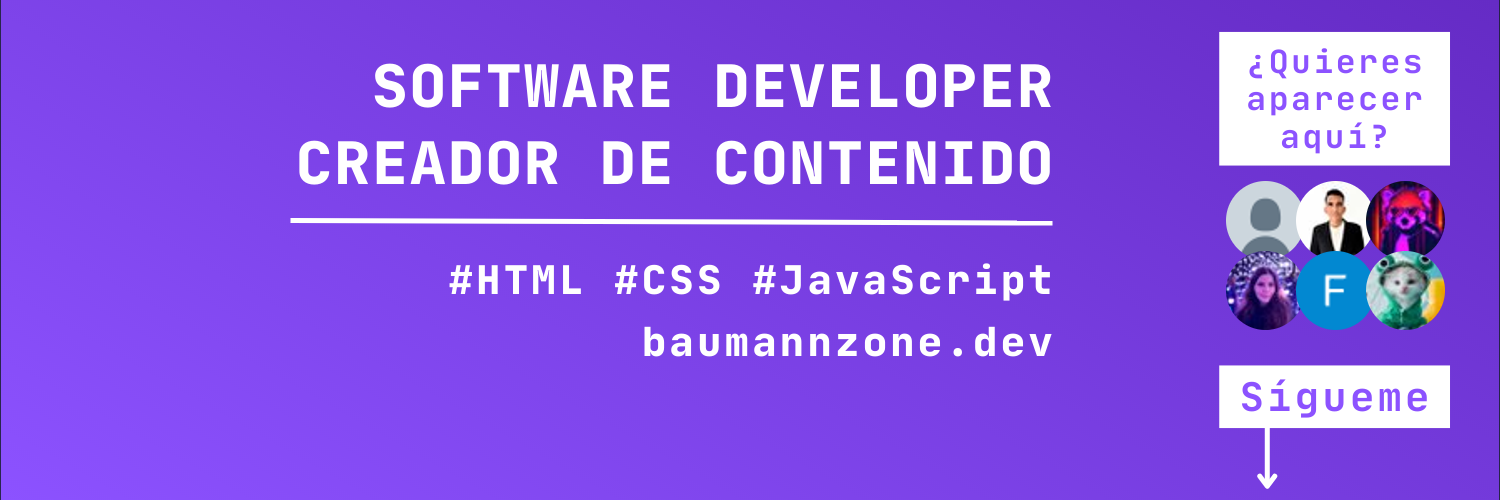 SOFTWARE DEVELOPER
CREADOR DE CONTENIDO
#HTML #CSS #JavaScript
baumannzone.dev
¿Quieres
aparecer
aquí?
F
Sígueme